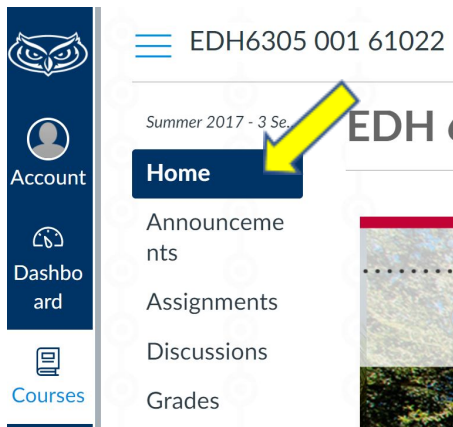 EDH6305 001 61022
Account
Dashbo
ard
Courses
Summer 2017 - 3 Se...
Home
Announceme
nts
Assignments
Discussions
Grades
EDH